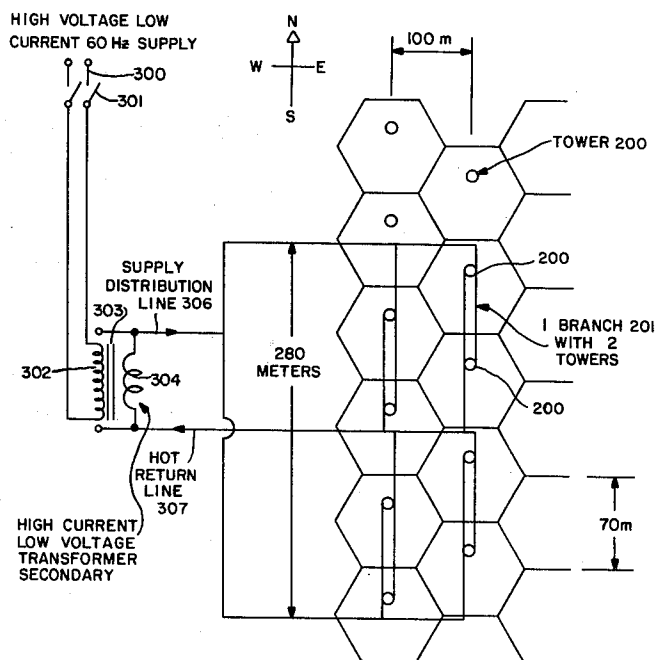 HIGH VOLTAGE LOW
CURRENT 60 Hz SUPPLY
300
301
N
W E
S
100 m
TOWER 200
200
SUPPLY
DISTRIBUTION
LINE 306
303
302
304
280
METERS
1 BRANCH 201
WITH 2
TOWERS
200
HOT
RETURN
LINE
307
HIGH CURRENT
LOW VOLTAGE
TRANSFORMER
SECONDARY
70m